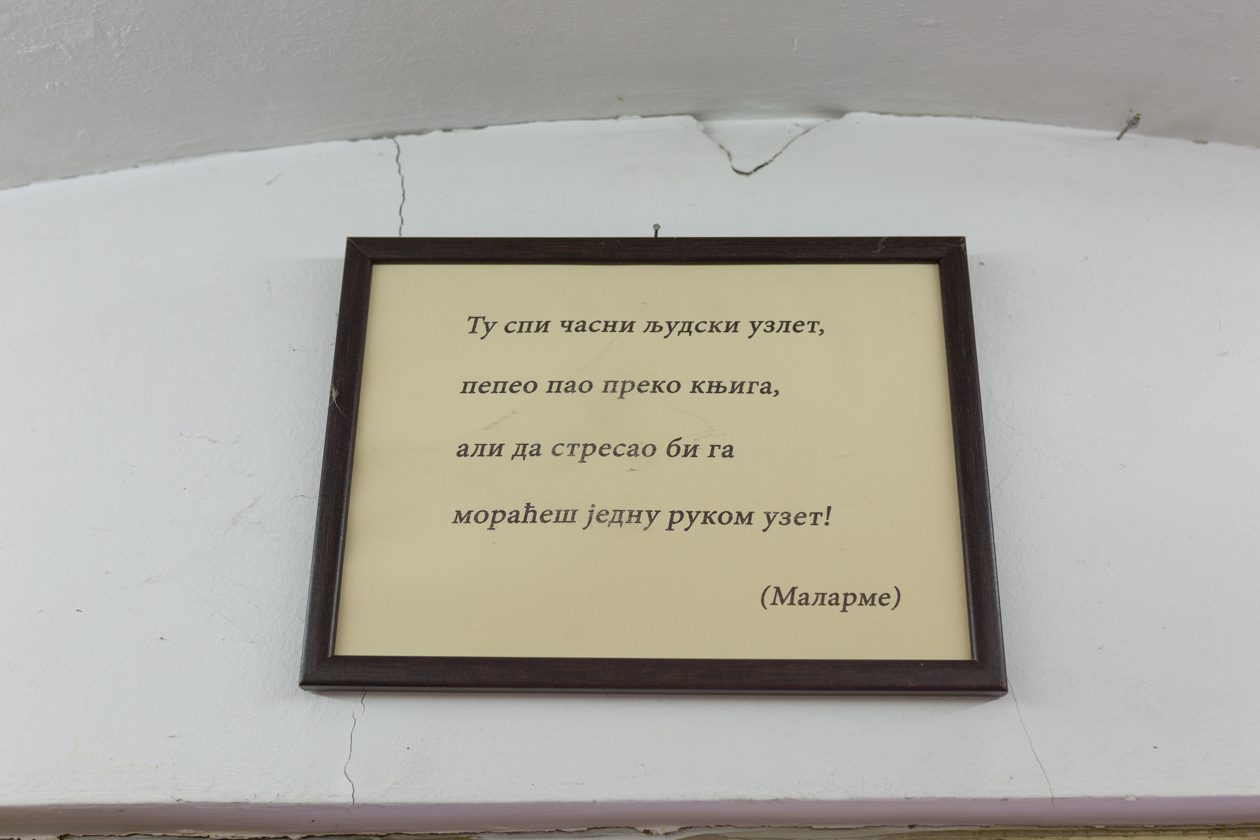 Ту спи часни људски узлет,
пепео пао преко књига,
али да стресао би га
мораћеш једну руком узет!
(Маларме)